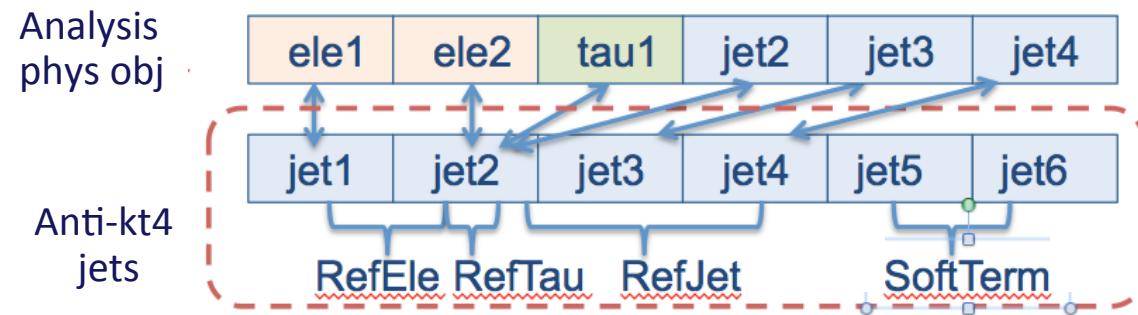 Analysis
phys obj
ele1 ele2 tau1 jet2 jet3 jet4
jet1 jet2 jet3 jet4 jet5 jet6
Anti-kt4
jets
RefEle RefTau RefJet SoftTerm